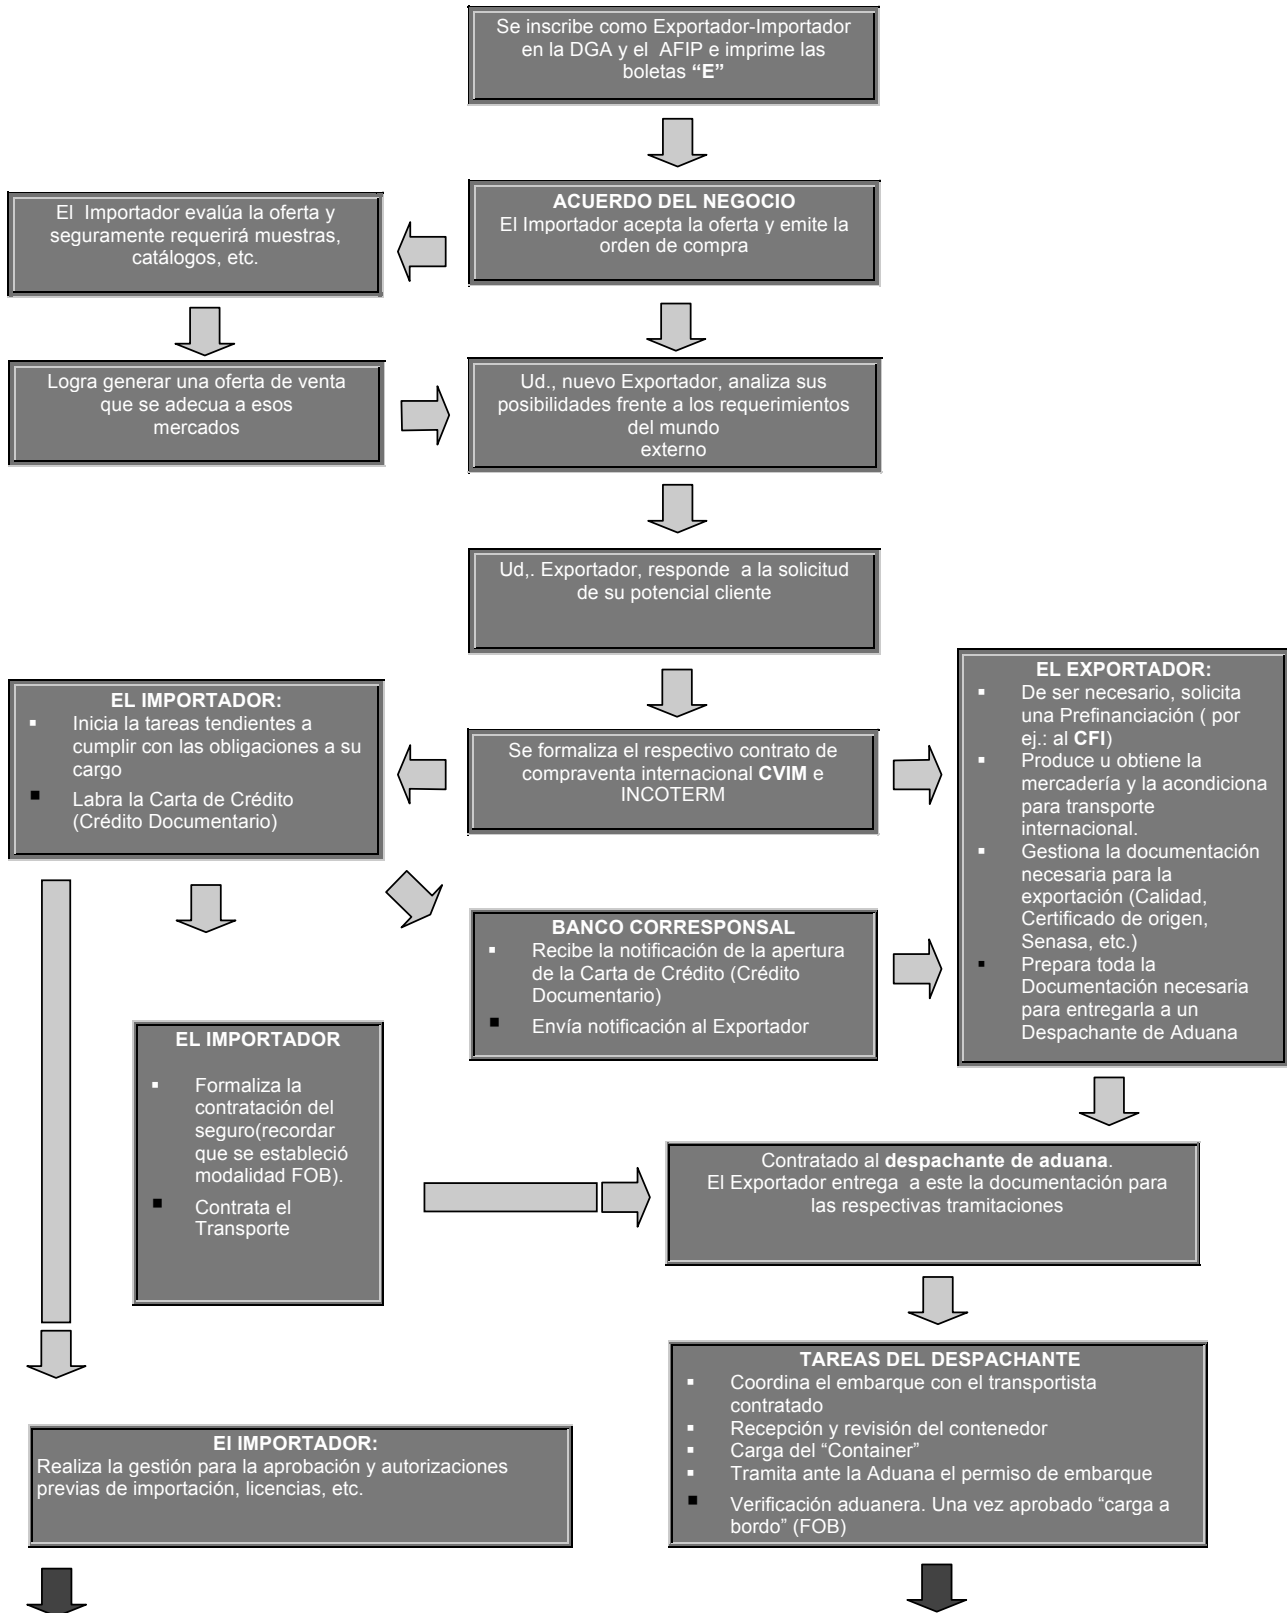 Se inscribe como Exportador-Importador
en la DGA y el AFIP e imprime las
boletas “E”
ACUERDO DEL NEGOCIO
El Importador acepta la oferta y emite la
orden de compra
El Importador evalúa la oferta y
seguramente requerirá muestras,
catálogos, etc.
Logra generar una oferta de venta
que se adecua a esos
mercados
Ud., nuevo Exportador, analiza sus
posibilidades frente a los requerimientos
del mundo
externo
Ud,. Exportador, responde a la solicitud
de su potencial cliente
EL IMPORTADOR:
▪ Inicia la tareas tendientes a
cumplir con las obligaciones a su
cargo
▪ Labra la Carta de Crédito
(Crédito Documentario)
Se formaliza el respectivo contrato de
compraventa internacional CVIM e
INCOTERM
EL EXPORTADOR:
▪ De ser necesario, solicita
una Prefinanciación ( por
ej.: al CFI)
▪ Produce u obtiene la
mercadería y la acondiciona
para transporte
internacional.
▪ Gestiona la documentación
necesaria para la
exportación (Calidad,
Certificado de origen,
Senasa, etc.)
▪ Prepara toda la
Documentación necesaria
para entregarla a un
Despachante de Aduana
BANCO CORRESPONSAL
▪ Recibe la notificación de la apertura
de la Carta de Crédito (Crédito
Documentario)
▪ Envía notificación al Exportador
EL IMPORTADOR
▪ Formaliza la
contratación del
seguro(recordar
que se estableció
modalidad FOB).
▪ Contrata el
Transporte
Contratado al despachante de aduana.
El Exportador entrega a este la documentación para
las respectivas tramitaciones
TAREAS DEL DESPACHANTE
▪ Coordina el embarque con el transportista
contratado
▪ Recepción y revisión del contenedor
▪ Carga del “Container”
▪ Tramita ante la Aduana el permiso de embarque
▪ Verificación aduanera. Una vez aprobado “carga a
bordo” (FOB)
El IMPORTADOR:
Realiza la gestión para la aprobación y autorizaciones
previas de importación, licencias, etc.